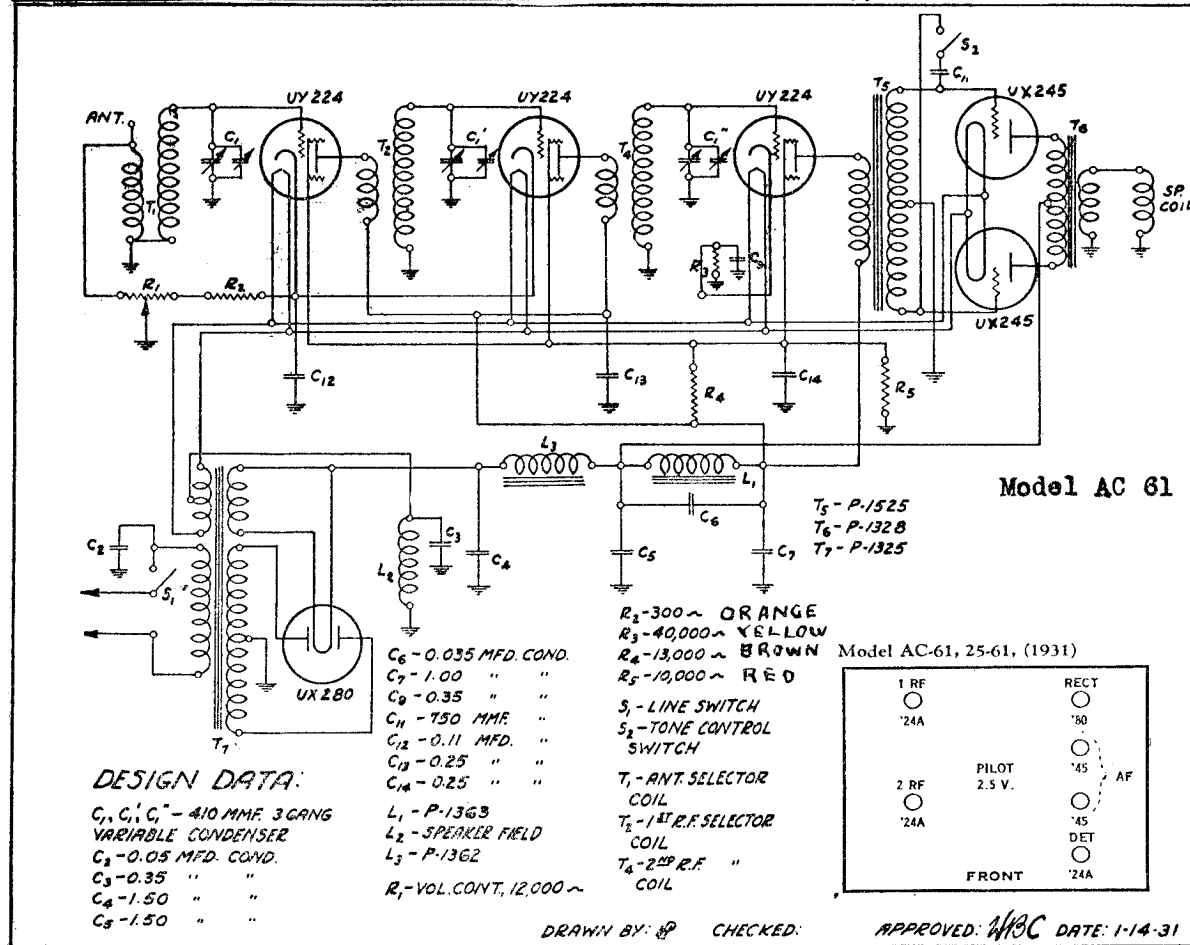 S2
C11
UY224
UY224
UY224
T5
UX245
ANT.
C1
T2
C1'
T4
C1"
T6
T1
SP.
COIL
R3
C9
R1
R2
UX245
C12
C13
R4
C14
R5
L3
L1
Model AC 61
C6
T5 - P-1525
T6 - P-1328
T7 - P-1325
C2
C3
C4
C5
C7
S1
L2
UX280
T7
R2-300~ ORANGE
R3-40,000~ YELLOW
R4-13,000~ BROWN
R5-10,000~ RED
S1-LINE SWITCH
S2-TONE CONTROL
SWITCH
T1-ANT. SELECTOR
COIL
T2-1ST R.F. SELECTOR
COIL
T4-2ND R.F. "
COIL
C6-0.035 MFD. COND.
C7-1.00 " "
C9-0.35 " "
C11-750 MMF. "
C12-0.11 MFD. "
C13-0.25 " "
C14-0.25 " "
L1-P-1363
L2-SPEAKER FIELD
L3-P-1362
R1-VOL. CONT., 12,000~
DESIGN DATA:
C1, C1', C1"-410 MMF. 3 GANG
VARIABLE CONDENSER
C2-0.05 MFD. COND.
C3-0.35 " "
C4-1.50 " "
C5-1.50 " "
Model AC-61, 25-61, (1931)
1 RF
'24A
RECT
'80
'45
PILOT
2.5 V.
AF
2 RF
'24A
'45
DET
'24A
FRONT
DRAWN BY: CHECKED: APPROVED: WBC DATE: 1-14-31